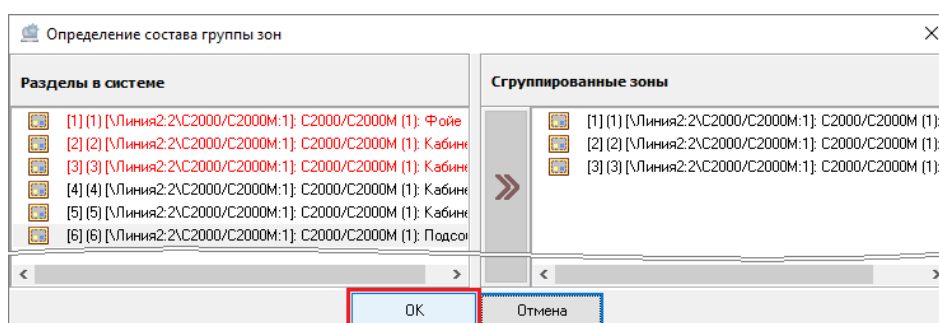 Определение состава группы зон
Разделы в системе
Сгруппированные зоны
[1] (1) [\Линия2:2\С2000/С2000М:1]: С2000/С2000М (1): Фойе
[2] (2) [\Линия2:2\С2000/С2000М:1]: С2000/С2000М (1): Кабине
[3] (3) [\Линия2:2\С2000/С2000М:1]: С2000/С2000М (1): Кабине
[4] (4) [\Линия2:2\С2000/С2000М:1]: С2000/С2000М (1): Кабине
[5] (5) [\Линия2:2\С2000/С2000М:1]: С2000/С2000М (1): Кабине
[6] (6) [\Линия2:2\С2000/С2000М:1]: С2000/С2000М (1): Подсо
[1] (1) [\Линия2:2\С2000/С2000М:1]: С2000/С2000М (1):
[2] (2) [\Линия2:2\С2000/С2000М:1]: С2000/С2000М (1):
[3] (3) [\Линия2:2\С2000/С2000М:1]: С2000/С2000М (1):
OK
Отмена